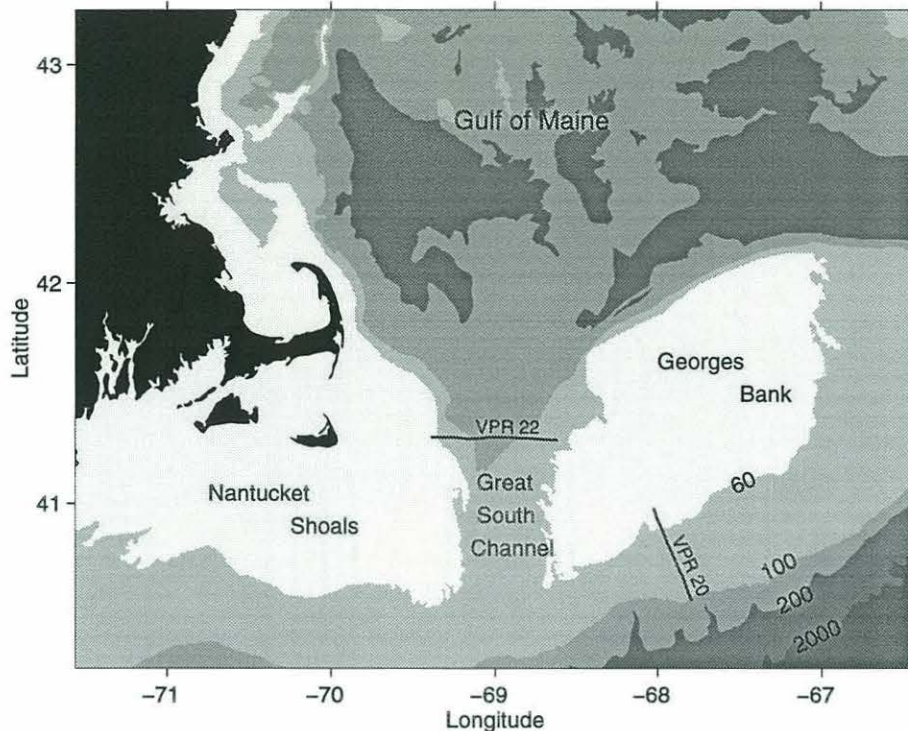 43
Gulf of Maine
42
Latitude
Georges
Bank
VPR 22
60
41
Nantucket
Shoals
Great
South
Channel
VPR 20
100
200
2000
−71
−70
−69
−68
−67
Longitude